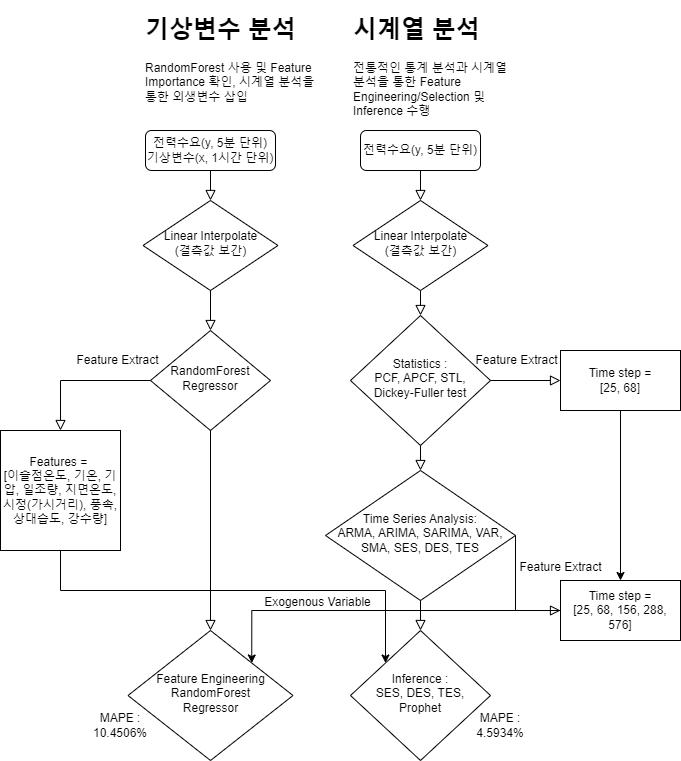 기상변수 분석
RandomForest 사용 및 Feature
Importance 확인, 시계열 분석을
통한 외생변수 삽입
전력수요(y, 5분 단위)
기상변수(x, 1시간 단위)
Linear Interpolate
(결측값 보간)
Feature Extract
RandomForest
Regressor
Features =
[이슬점온도, 기온, 기
압, 일조량, 지면온도,
시정(가시거리), 풍속,
상대습도, 강수량]
Feature Engineering
RandomForest
Regressor
MAPE :
10.4506%
시계열 분석
전통적인 통계 분석과 시계열
분석을 통한 Feature
Engineering/Selection 및
Inference 수행
전력수요(y, 5분 단위)
Linear Interpolate
(결측값 보간)
Statistics :
PCF, APCF, STL,
Dickey-Fuller test
Feature Extract
Time step =
[25, 68]
Time Series Analysis:
ARMA, ARIMA, SARIMA, VAR,
SMA, SES, DES, TES
Feature Extract
Time step =
[25, 68, 156, 288,
576]
Exogenous Variable
Inference :
SES, DES, TES,
Prophet
MAPE :
4.5934%